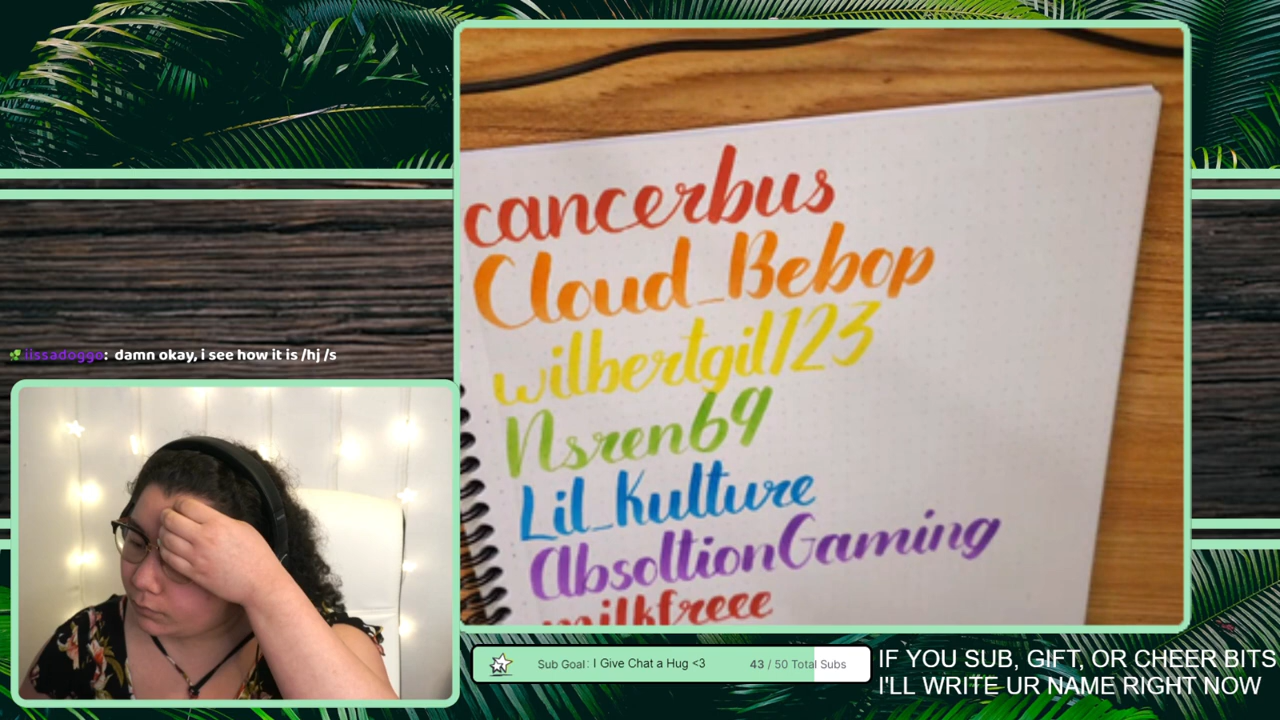 cancerbus
Cloud_Bebop
wilbertgil123
Nsren69
Lil_Kulture
AbsoltionGaming
milkfreee
iissadoggo: damn okay, i see how it is /hj /s
Sub Goal: I Give Chat a Hug <3 43 / 50 Total Subs
IF YOU SUB, GIFT, OR CHEER BITS
I'LL WRITE UR NAME RIGHT NOW